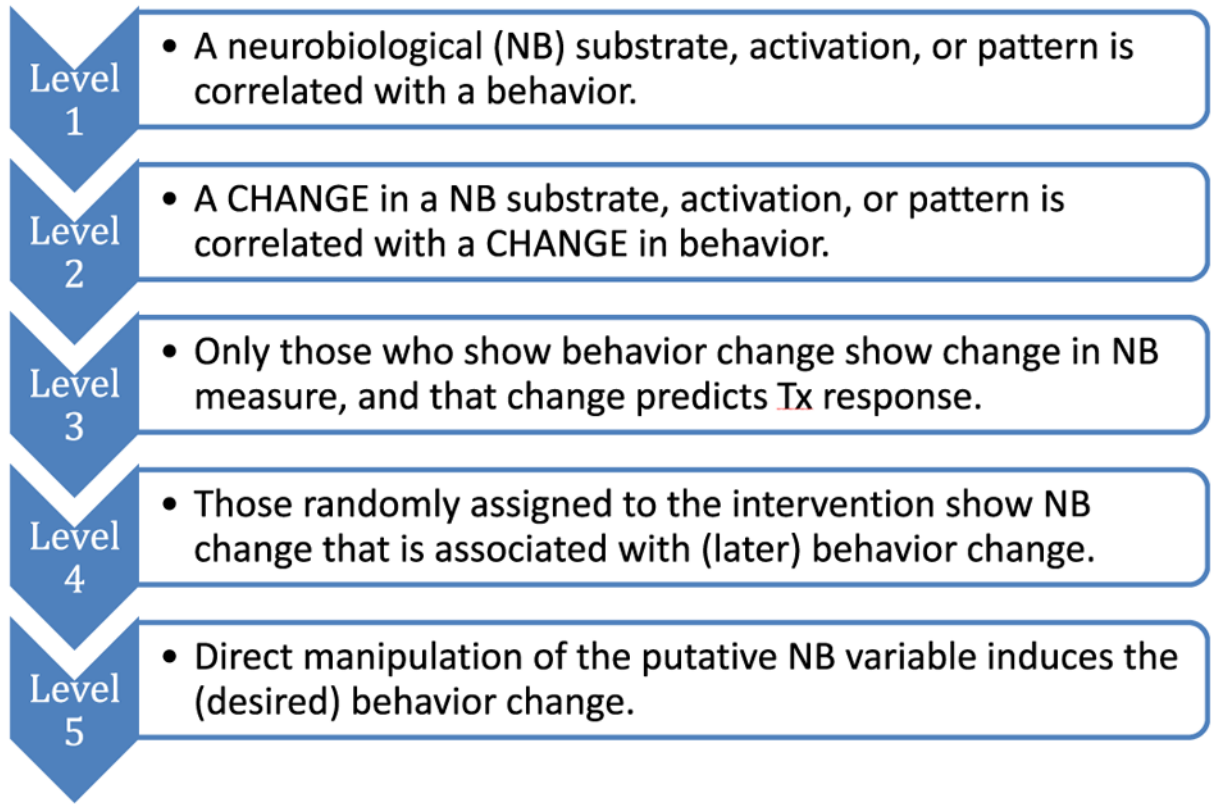 Level
1
• A neurobiological (NB) substrate, activation, or pattern is
correlated with a behavior.
Level
2
• A CHANGE in a NB substrate, activation, or pattern is
correlated with a CHANGE in behavior.
Level
3
• Only those who show behavior change show change in NB
measure, and that change predicts Tx response.
Level
4
• Those randomly assigned to the intervention show NB
change that is associated with (later) behavior change.
Level
5
• Direct manipulation of the putative NB variable induces the
(desired) behavior change.